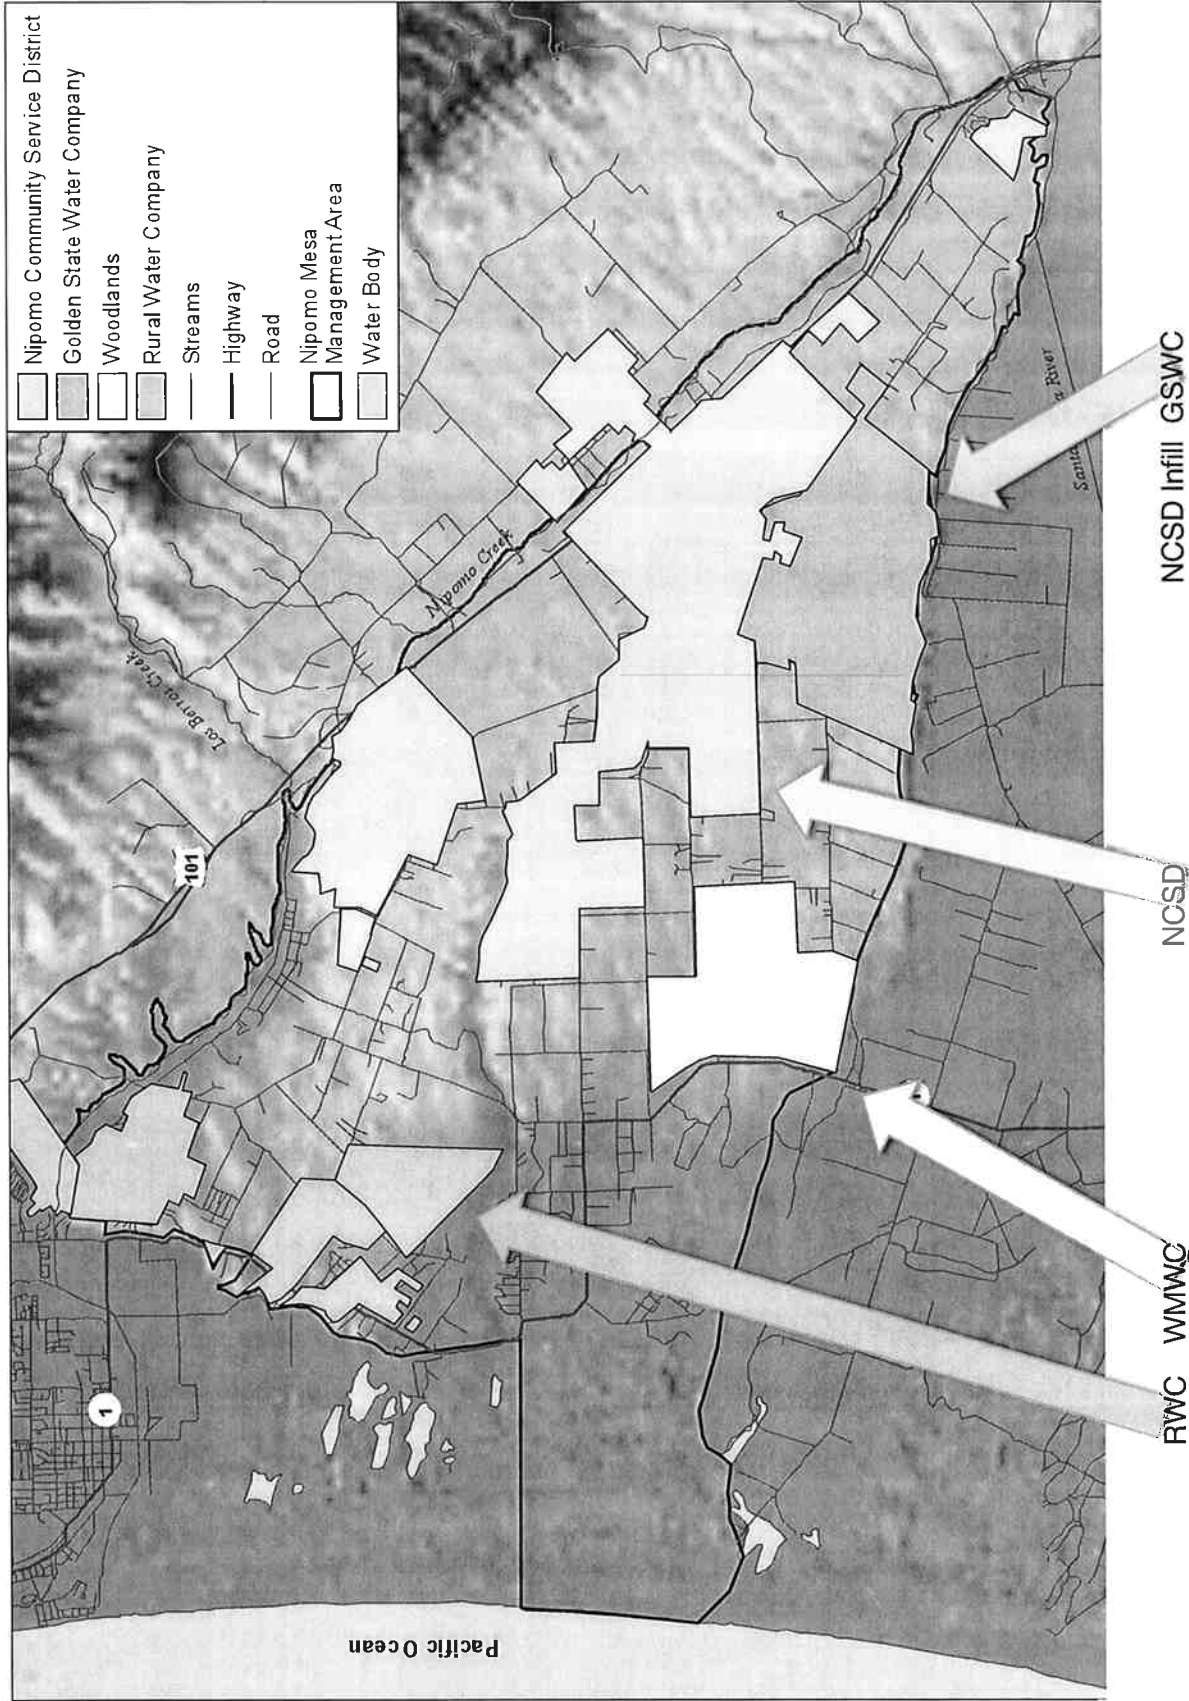 Nipomo Community Service District
Golden State Water Company
Woodlands
Rural Water Company
Streams
Highway
Road
Nipomo Mesa
Management Area
Water Body
Los Berros Creek
101
Nipomo Creek
1
Pacific Ocean
Santa
a River
RWC
WMWC
NCSD
NCSD Infill
GSWC